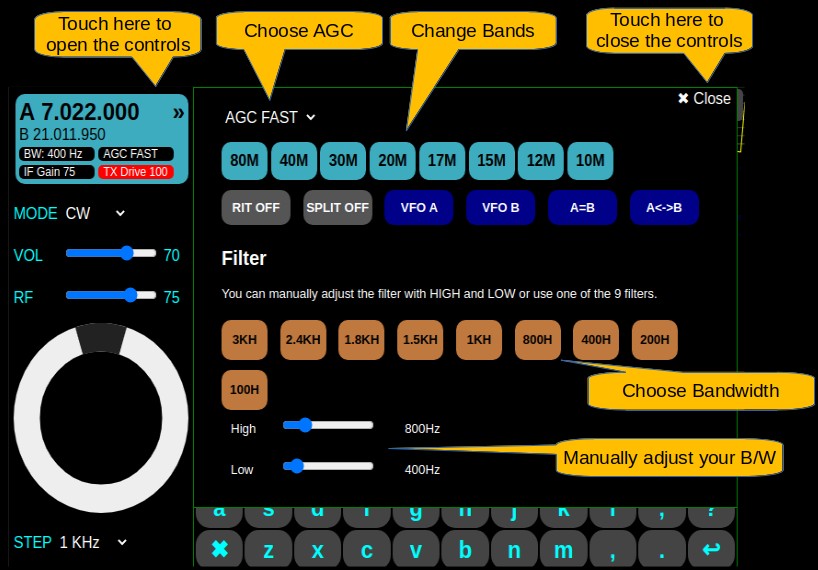 Touch here to
open the controls
Choose AGC
Change Bands
Touch here to
close the controls
A 7.022.000 »
B 21.011.950
BW: 400 Hz AGC FAST
IF Gain 75 TX Drive 100
MODE CW
VOL 70
RF 75
STEP 1 KHz
✖ Close
AGC FAST
80M 40M 30M 20M 17M 15M 12M 10M
RIT OFF SPLIT OFF VFO A VFO B A=B A<->B
Filter
You can manually adjust the filter with HIGH and LOW or use one of the 9 filters.
3KH 2.4KH 1.8KH 1.5KH 1KH 800H 400H 200H
100H
Choose Bandwidth
High 800Hz
Manually adjust your B/W
Low 400Hz
a s d f g h j k l ; ?
✖ z x c v b n m , . ↩